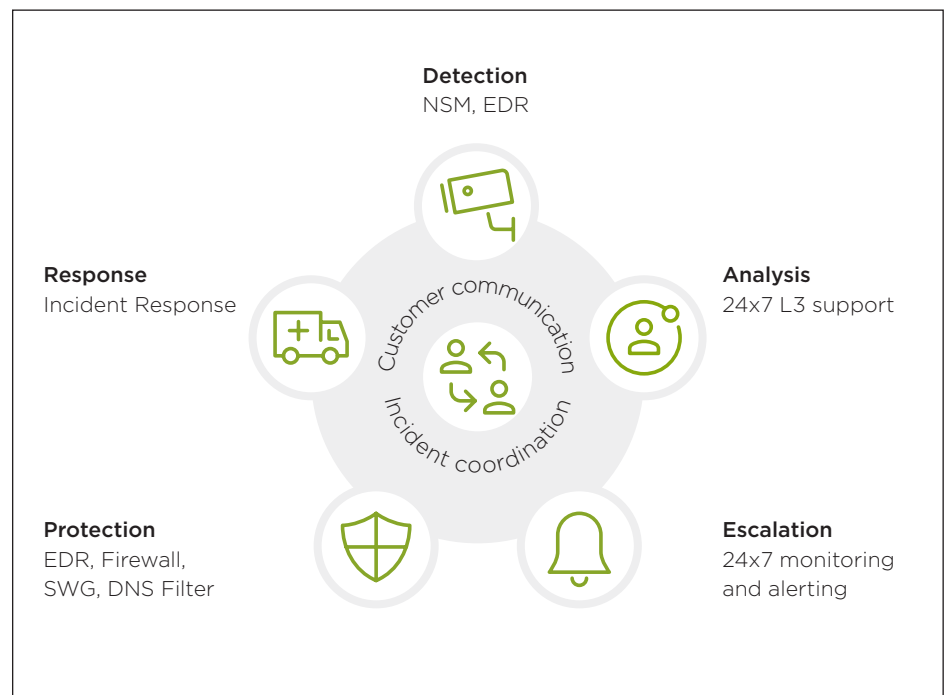 Detection
NSM, EDR
Response
Incident Response
Analysis
24x7 L3 support
Customer communication
Incident coordination
Protection
EDR, Firewall,
SWG, DNS Filter
Escalation
24x7 monitoring
and alerting